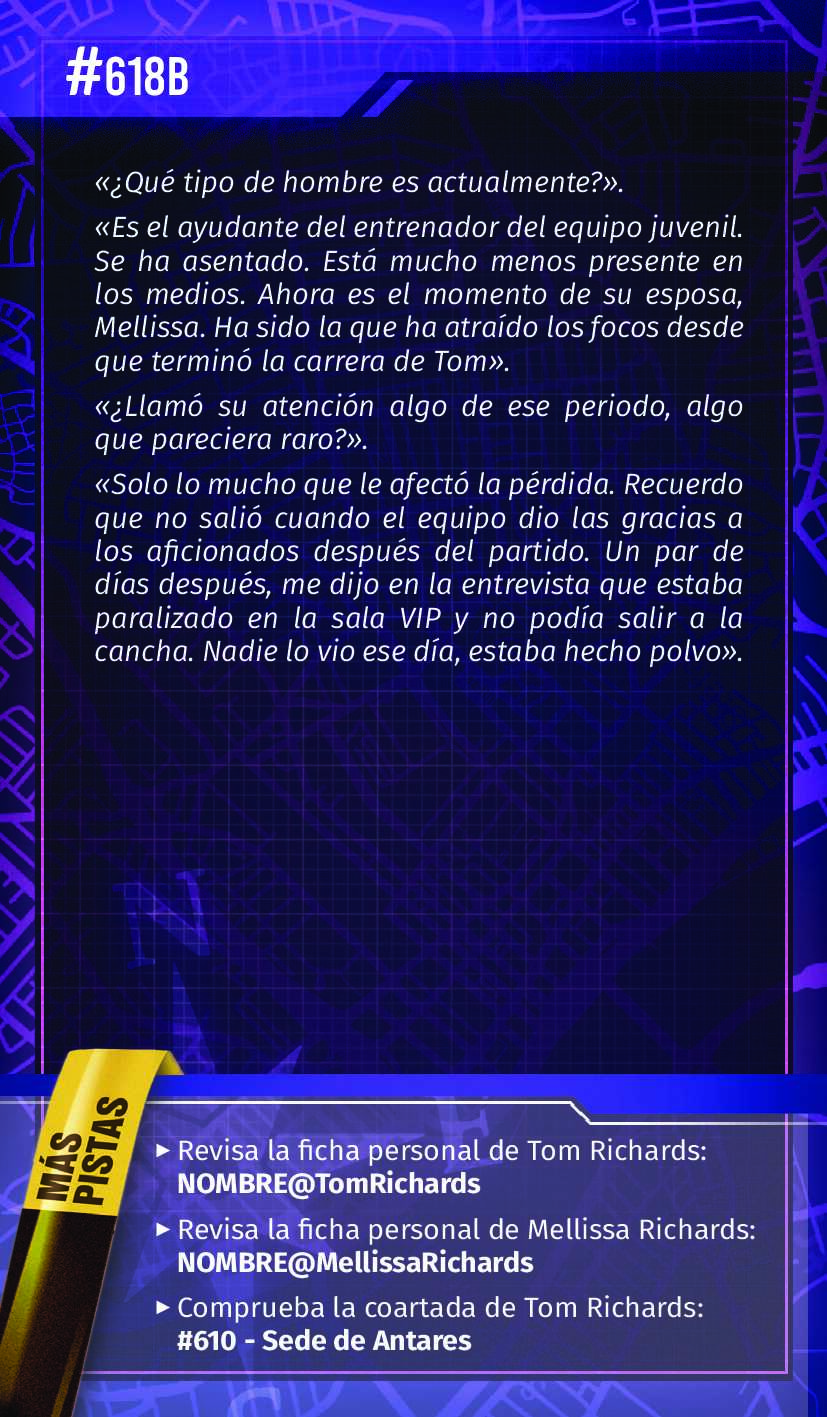 #618B
«¿Qué tipo de hombre es actualmente?».
«Es el ayudante del entrenador del equipo juvenil.
Se ha asentado. Está mucho menos presente en
los medios. Ahora es el momento de su esposa,
Mellissa. Ha sido la que ha atraído los focos desde
que terminó la carrera de Tom».
«¿Llamó su atención algo de ese periodo, algo
que pareciera raro?».
«Solo lo mucho que le afectó la pérdida. Recuerdo
que no salió cuando el equipo dio las gracias a
los aficionados después del partido. Un par de
días después, me dijo en la entrevista que estaba
paralizado en la sala VIP y no podía salir a la
cancha. Nadie lo vio ese día, estaba hecho polvo».
N
MÁS
PISTAS
▸ Revisa la ficha personal de Tom Richards:
NOMBRE@TomRichards
▸ Revisa la ficha personal de Mellissa Richards:
NOMBRE@MellissaRichards
▸ Comprueba la coartada de Tom Richards:
#610 - Sede de Antares